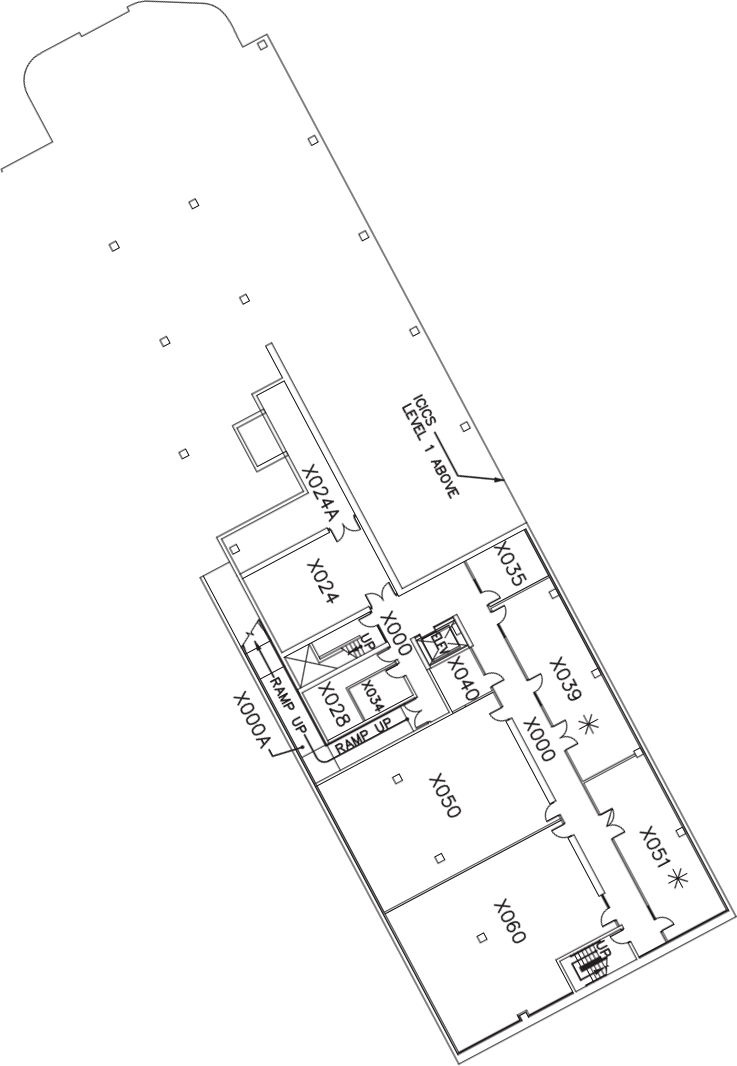 ICICS
LEVEL 1 ABOVE
X024A
X024
X035
X000
UP
ELEV
X040
X039
X028
X034
RAMP UP
RAMP UP
X000A
X000
X050
X051
X060
UP